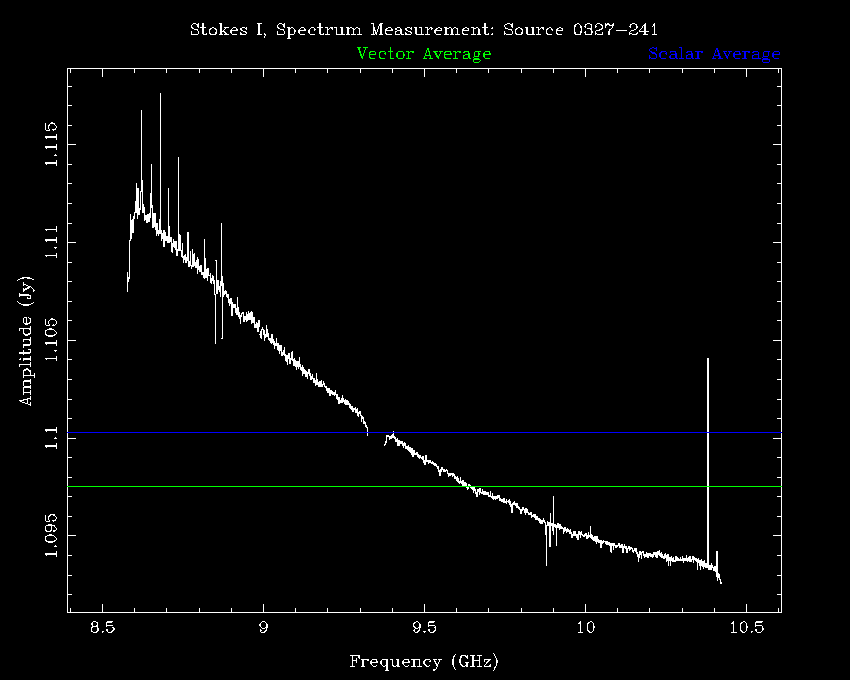 Stokes I, Spectrum Measurement: Source 0327-241
Vector Average
Scalar Average
Amplitude (Jy)
1.115
1.11
1.105
1.1
1.095
8.5
9
9.5
10
10.5
Frequency (GHz)